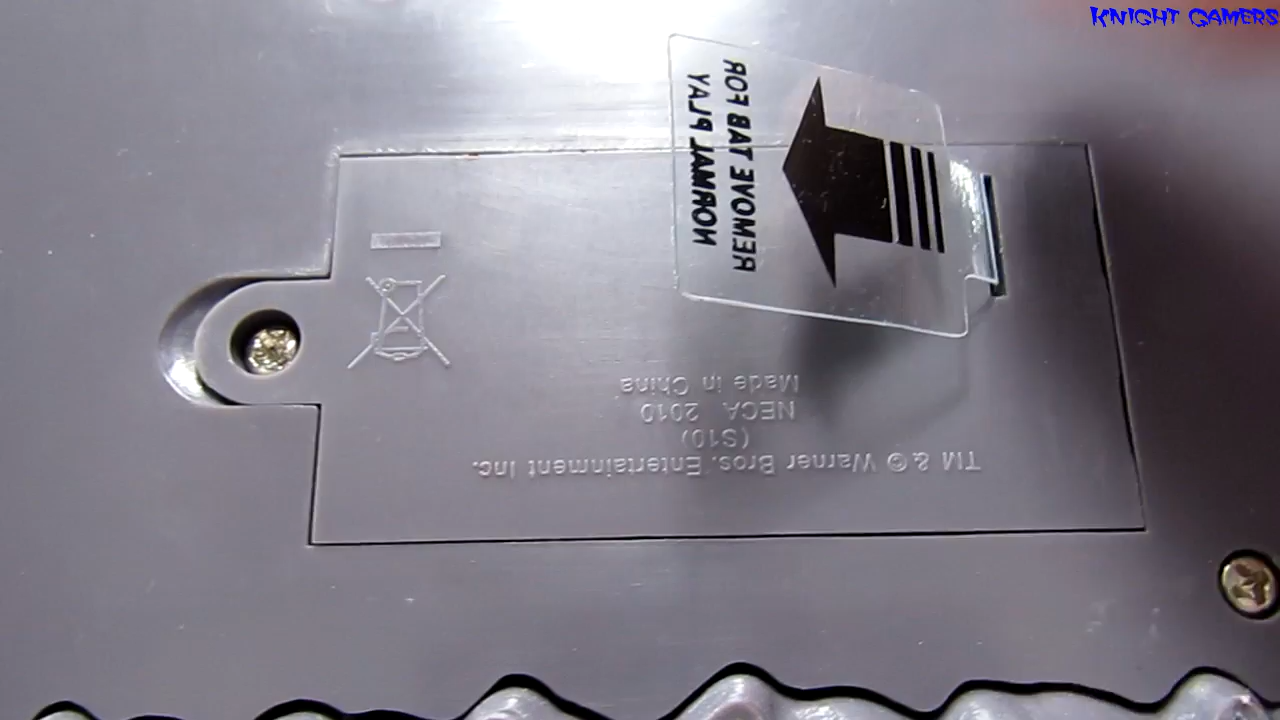 KNIGHT GAMERS
REMOVE TAB FOR
NORMAL PLAY
TM & © Warner Bros. Entertainment Inc.
(S10)
NECA 2010
Made in China